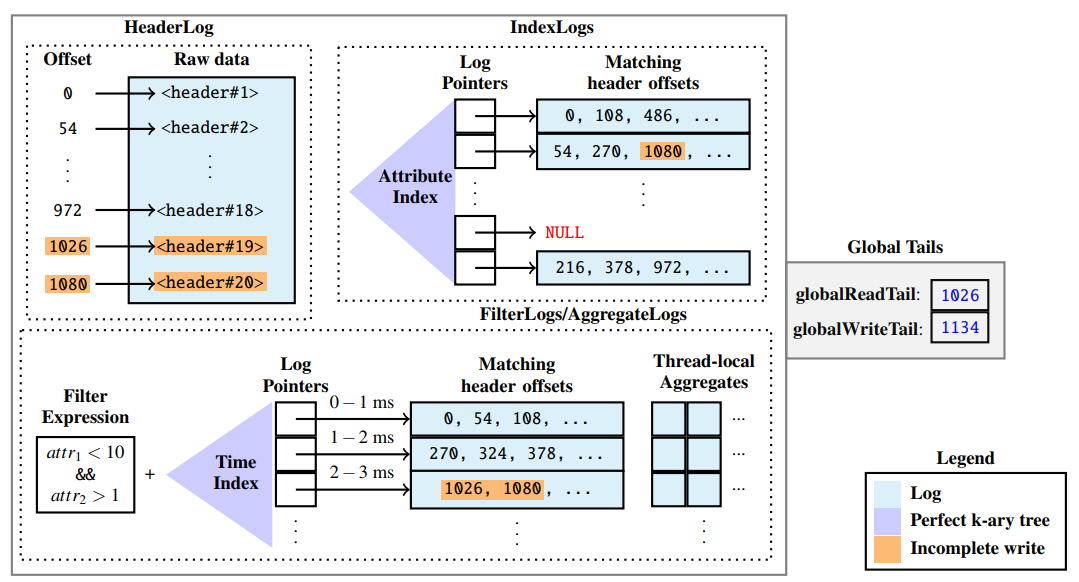 HeaderLog
Offset Raw data
0 <header#1>
54 <header#2>
⋮ ⋮
972 <header#18>
1026 <header#19>
1080 <header#20>
IndexLogs
Log
Pointers
Matching
header offsets
Attribute
Index
0, 108, 486, ...
54, 270, 1080, ...
⋮ ⋮
NULL
216, 378, 972, ...
Global Tails
globalReadTail: 1026
globalWriteTail: 1134
FilterLogs/AggregateLogs
Filter
Expression
attr₁ < 10
&&
attr₂ > 1
+
Time
Index
Log
Pointers
Matching
header offsets
Thread-local
Aggregates
0 − 1 ms
0, 54, 108, ...
...
1 − 2 ms
270, 324, 378, ...
...
2 − 3 ms
1026, 1080, ...
...
⋮ ⋮ ⋮
Legend
Log
Perfect k-ary tree
Incomplete write